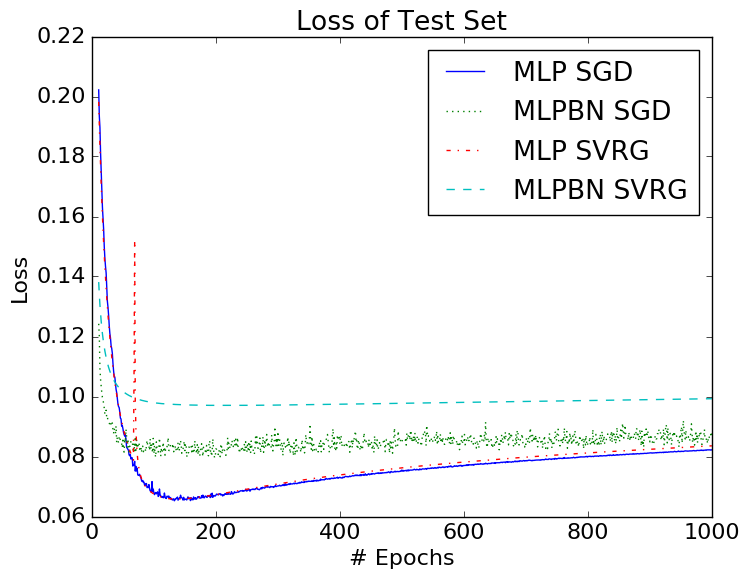 Loss of Test Set
0.22
0.20
0.18
0.16
0.14
0.12
0.10
0.08
0.06
Loss
MLP SGD
MLPBN SGD
MLP SVRG
MLPBN SVRG
0
200
400
600
800
1000
# Epochs